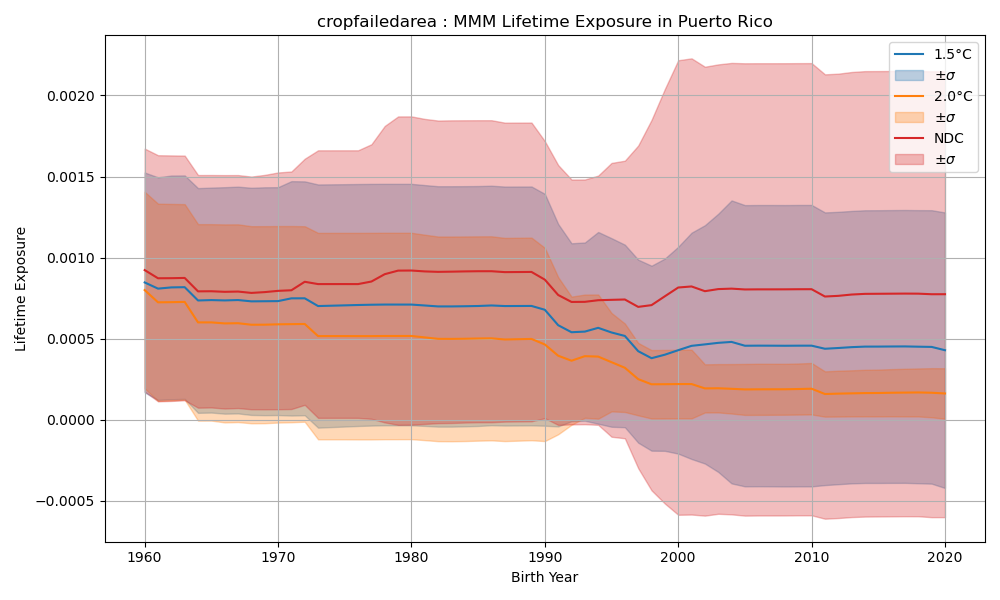 cropfailedarea : MMM Lifetime Exposure in Puerto Rico
1.5°C
±σ
2.0°C
±σ
NDC
±σ
Lifetime Exposure
0.0020
0.0015
0.0010
0.0005
0.0000
−0.0005
1960
1970
1980
1990
2000
2010
2020
Birth Year